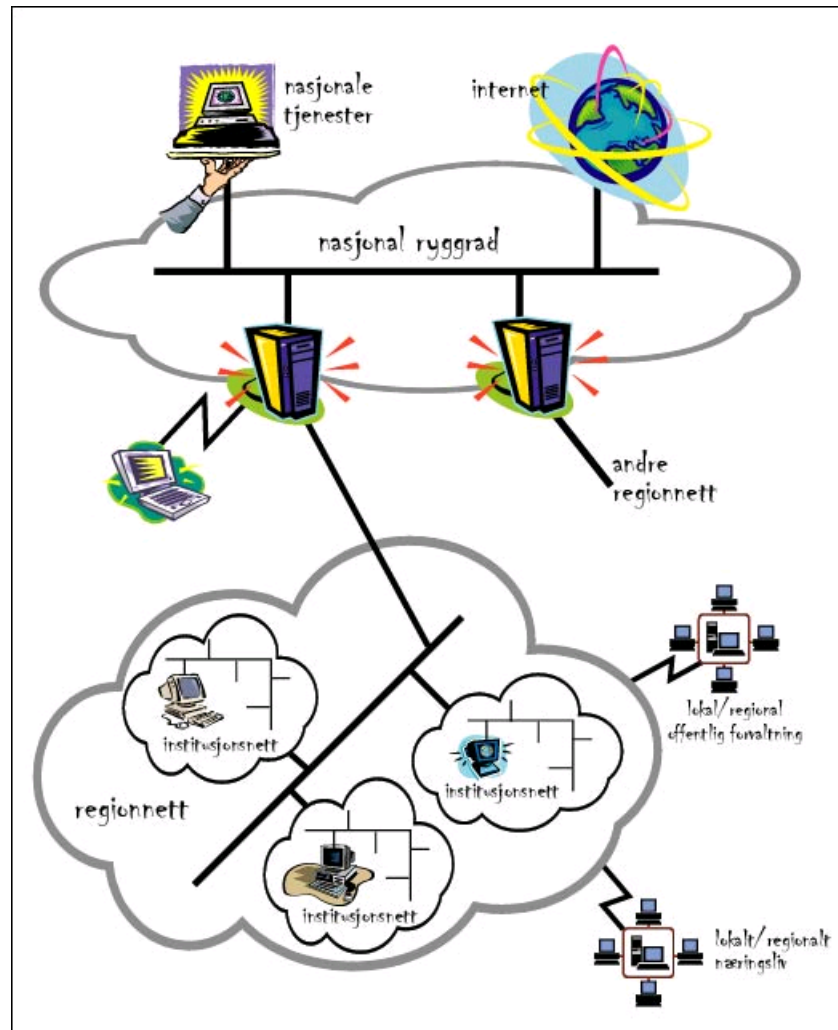 nasjonale
tjenester
internet
nasjonal ryggrad
andre
regionnett
institusjonsnett
lokal/regional
offentlig forvaltning
institusjonsnett
regionnett
institusjonsnett
lokalt/regionalt
næringsliv